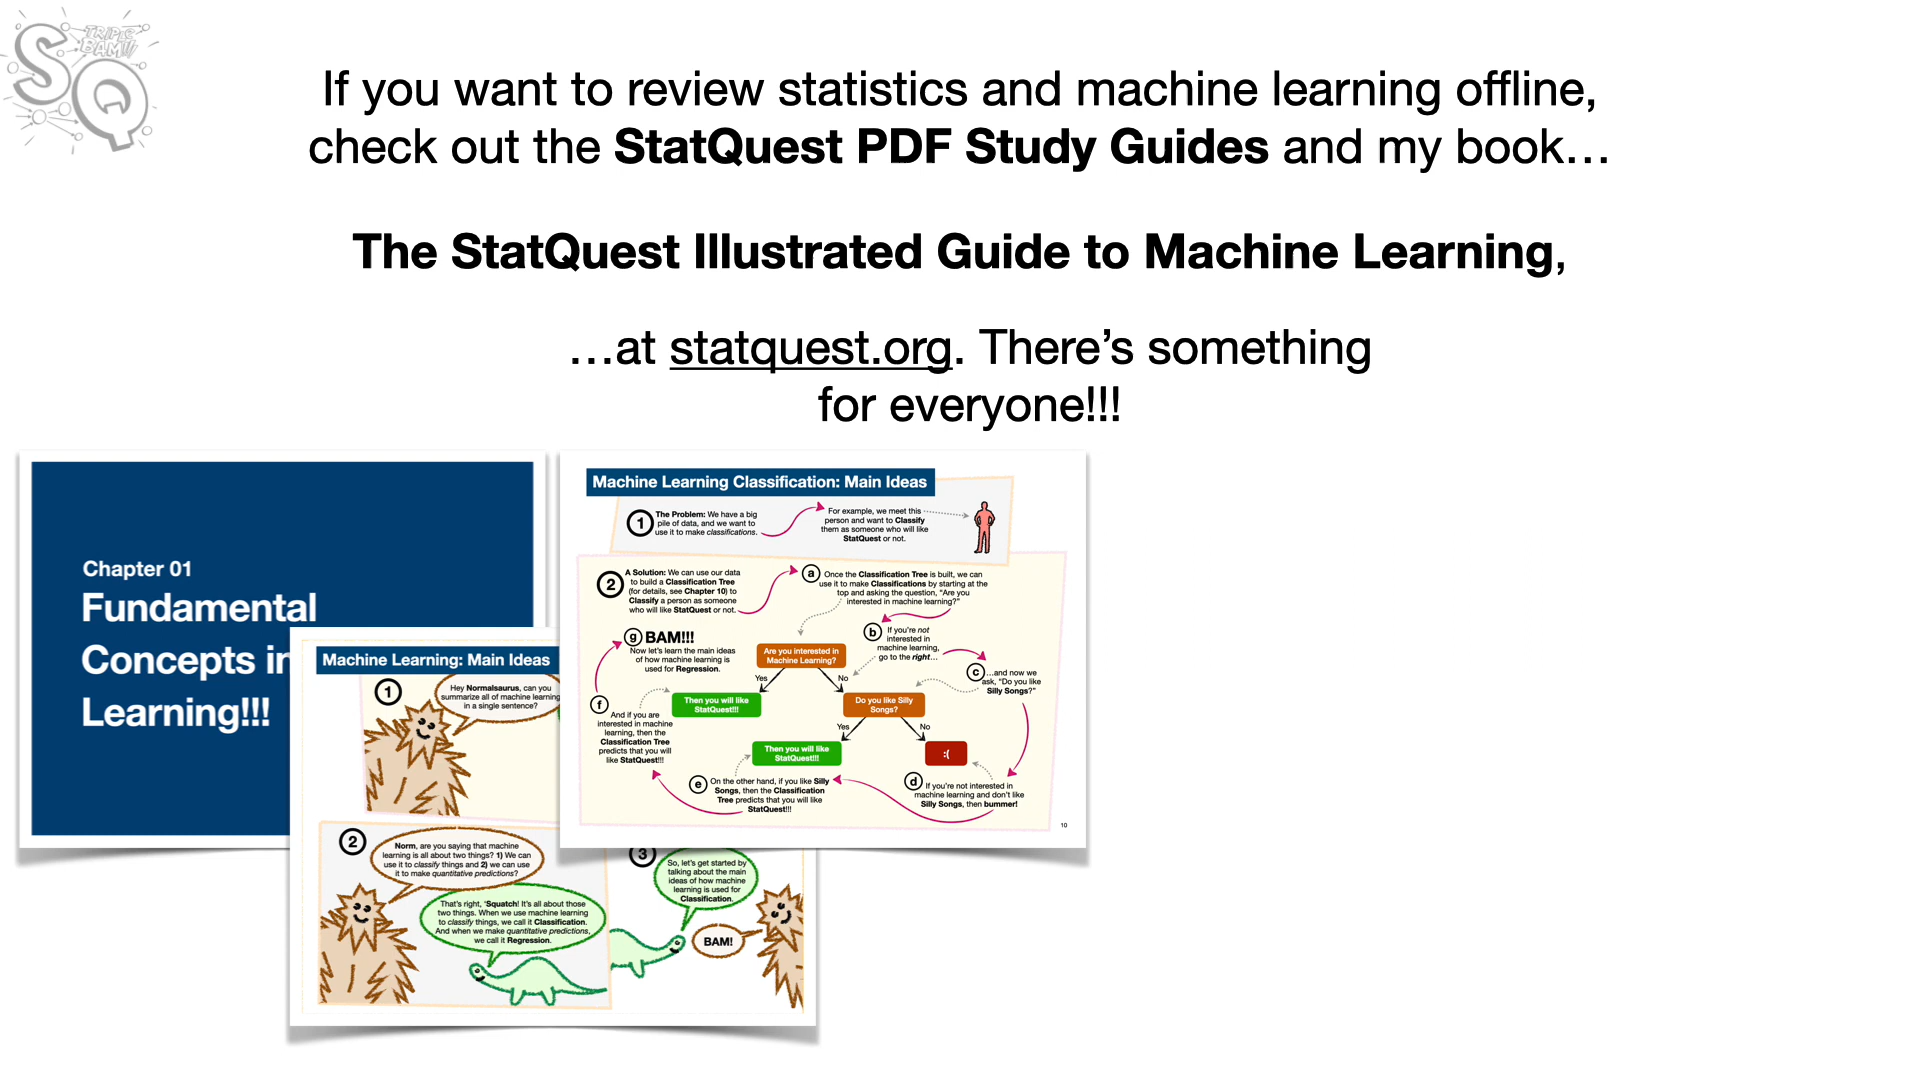 SQ
TRIPLE
BAM!!!
If you want to review statistics and machine learning offline,
check out the StatQuest PDF Study Guides and my book…
The StatQuest Illustrated Guide to Machine Learning,
…at statquest.org. There’s something
for everyone!!!
Chapter 01
Fundamental
Concepts in
Learning!!!
Machine Learning: Main Ideas
1
Hey Normalsaurus, can you
summarize all of machine learning
in a single sentence?
2
Norm, are you saying that machine
learning is all about two things? 1) We can
use it to classify things and 2) we can use
it to make quantitative predictions?
That’s right, ‘Squatch! It’s all about those
two things. When we use machine learning
to classify things, we call it Classification.
And when we make quantitative predictions,
we call it Regression.
3
So, let’s get started by
talking about the main
ideas of how machine
learning is used for
Classification.
BAM!
Machine Learning Classification: Main Ideas
1
The Problem: We have a big
pile of data, and we want to
use it to make classifications.
For example, we meet this
person and want to Classify
them as someone who will like
StatQuest or not.
2
A Solution: We can use our data
to build a Classification Tree
(for details, see Chapter 10) to
Classify a person as someone
who will like StatQuest or not.
a
Once the Classification Tree is built, we can
use it to make Classifications by starting at the
top and asking the question, “Are you
interested in machine learning?”
b
If you’re not
interested in
machine learning,
go to the right…
c
…and now we
ask, “Do you like
Silly Songs?”
d
If you’re not interested in
machine learning and don’t like
Silly Songs, then bummer!
e
On the other hand, if you like Silly
Songs, then the Classification
Tree predicts that you will like
StatQuest!!!
f
And if you are
interested in machine
learning, then the
Classification Tree
predicts that you will
like StatQuest!!!
g
BAM!!!
Now let’s learn the main ideas
of how machine learning is
used for Regression.
Are you interested in
Machine Learning?
Yes
No
Then you will like
StatQuest!!!
Do you like Silly
Songs?
Yes
No
Then you will like
StatQuest!!!
:(
10